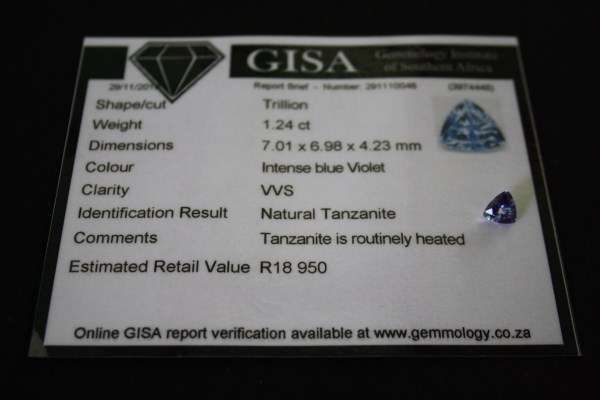 GISA
Gemmology Institute
of Southern Africa
Report Brief - Number: 291110046
Shape/cut Trillion
Weight 1.24 ct
Dimensions 7.01 x 6.98 x 4.23 mm
Colour Intense blue Violet
Clarity VVS
Identification Result Natural Tanzanite
Comments Tanzanite is routinely heated
Estimated Retail Value R18 950
Online GISA report verification available at www.gemmology.co.za